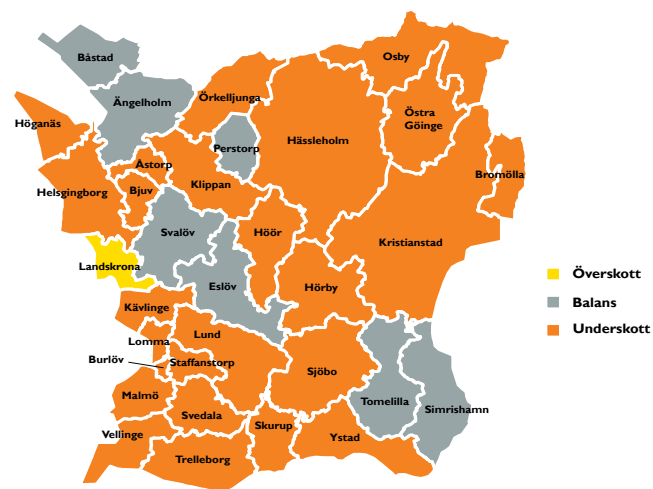 Osby
Båstad
Ängelholm
Örkelljunga
Östra
Göinge
Höganäs
Hässleholm
Perstorp
Åstorp
Bromölla
Klippan
Helsgingborg
Bjuv
Svalöv
Höör
Kristianstad
Landskrona
Överskott
Eslöv
Hörby
Balans
Kävlinge
Underskott
Lund
Lomma
Burlöv
Staffanstorp
Sjöbo
Malmö
Tomelilla
Simrishamn
Svedala
Skurup
Vellinge
Ystad
Trelleborg